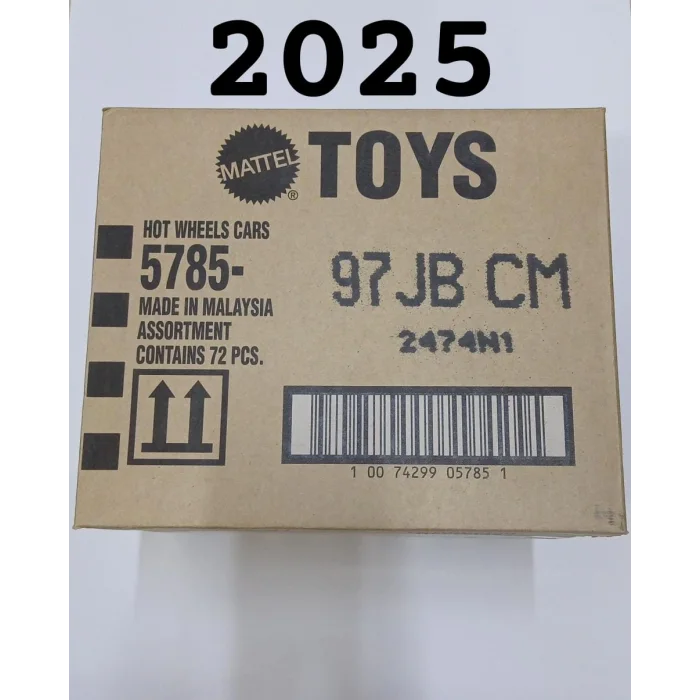 2025
MATTEL
®
TOYS
HOT WHEELS CARS
5785-
MADE IN MALAYSIA
ASSORTMENT
CONTAINS 72 PCS.
97JB CM
2474N1
1 00 74299 05785 1